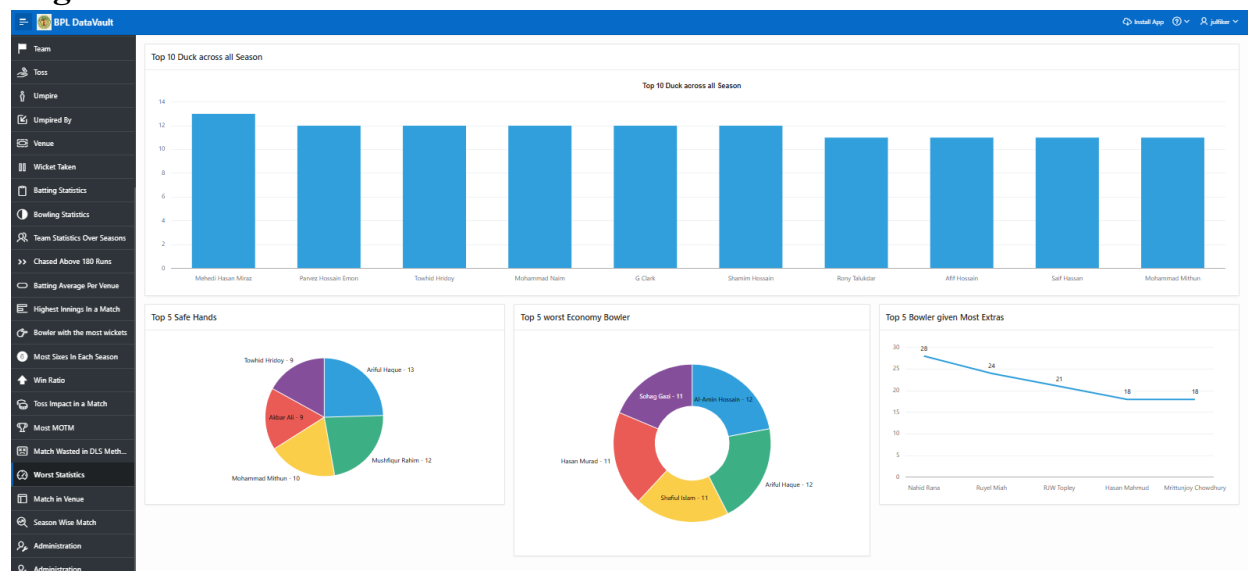 BPL DataVault
Install App
julfikar
Team
Toss
Umpire
Umpired By
Venue
Wicket Taken
Batting Statistics
Bowling Statistics
Team Statistics Over Seasons
Chased Above 180 Runs
Batting Average Per Venue
Highest Innings In a Match
Bowler with the most wickets
Most Sixes In Each Season
Win Ratio
Toss Impact in a Match
Most MOTM
Match Wasted in DLS Meth...
Worst Statistics
Match in Venue
Season Wise Match
Administration
Administration
Top 10 Duck across all Season
Top 10 Duck across all Season
14
12
10
8
6
4
2
0
Mehedi Hasan Miraz
Parvez Hossain Emon
Towhid Hridoy
Mohammad Naim
G Clark
Shamim Hossain
Rony Talukdar
Afif Hossain
Saif Hassan
Mohammad Mithun
Top 5 Safe Hands
Towhid Hridoy - 9
Ariful Haque - 13
Akbar Ali - 9
Mushfiqur Rahim - 12
Mohammad Mithun - 10
Top 5 worst Economy Bowler
Sohag Gazi - 11
Al-Amin Hossain - 12
Hasan Murad - 11
Ariful Haque - 12
Shafiul Islam - 11
Top 5 Bowler given Most Extras
30
25
20
15
10
5
0
28
24
21
18
18
Nahid Rana
Ruyel Miah
RJW Topley
Hasan Mahmud
Mrittunjoy Chowdhury